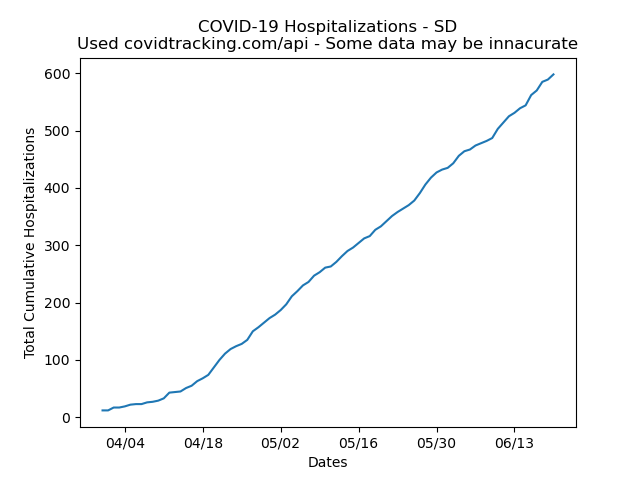 COVID-19 Hospitalizations - SD
Used covidtracking.com/api - Some data may be innacurate
Total Cumulative Hospitalizations
600
500
400
300
200
100
0
04/04 04/18 05/02 05/16 05/30 06/13
Dates